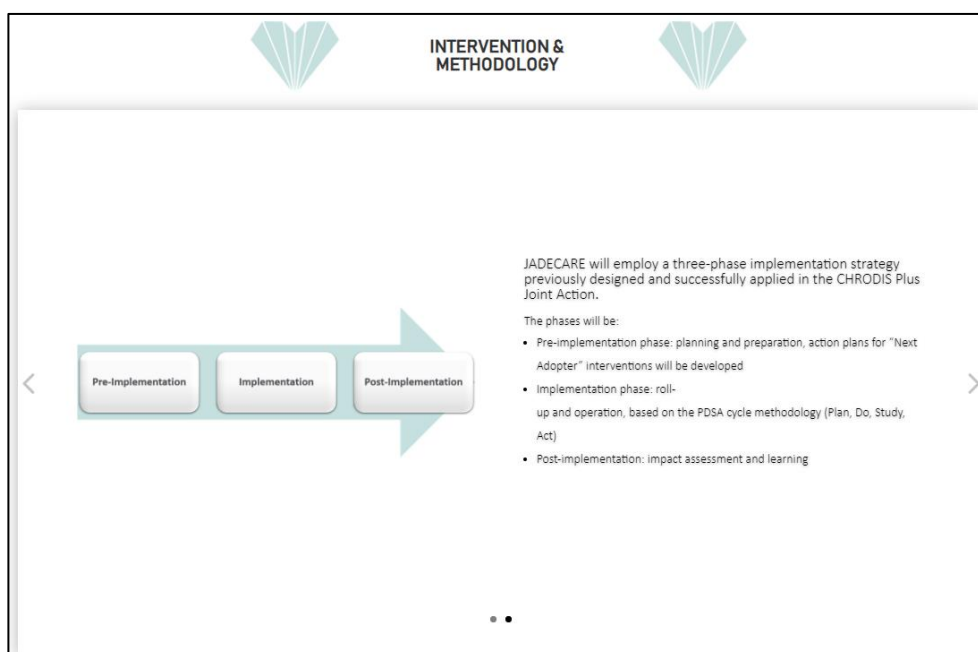 INTERVENTION &
METHODOLOGY
Pre-Implementation
Implementation
Post-Implementation
JADECARE will employ a three-phase implementation strategy
previously designed and successfully applied in the CHRODIS Plus
Joint Action.
The phases will be:
• Pre-implementation phase: planning and preparation, action plans for "Next
Adopter" interventions will be developed
• Implementation phase: roll-
up and operation, based on the PDSA cycle methodology (Plan, Do, Study,
Act)
• Post-implementation: impact assessment and learning